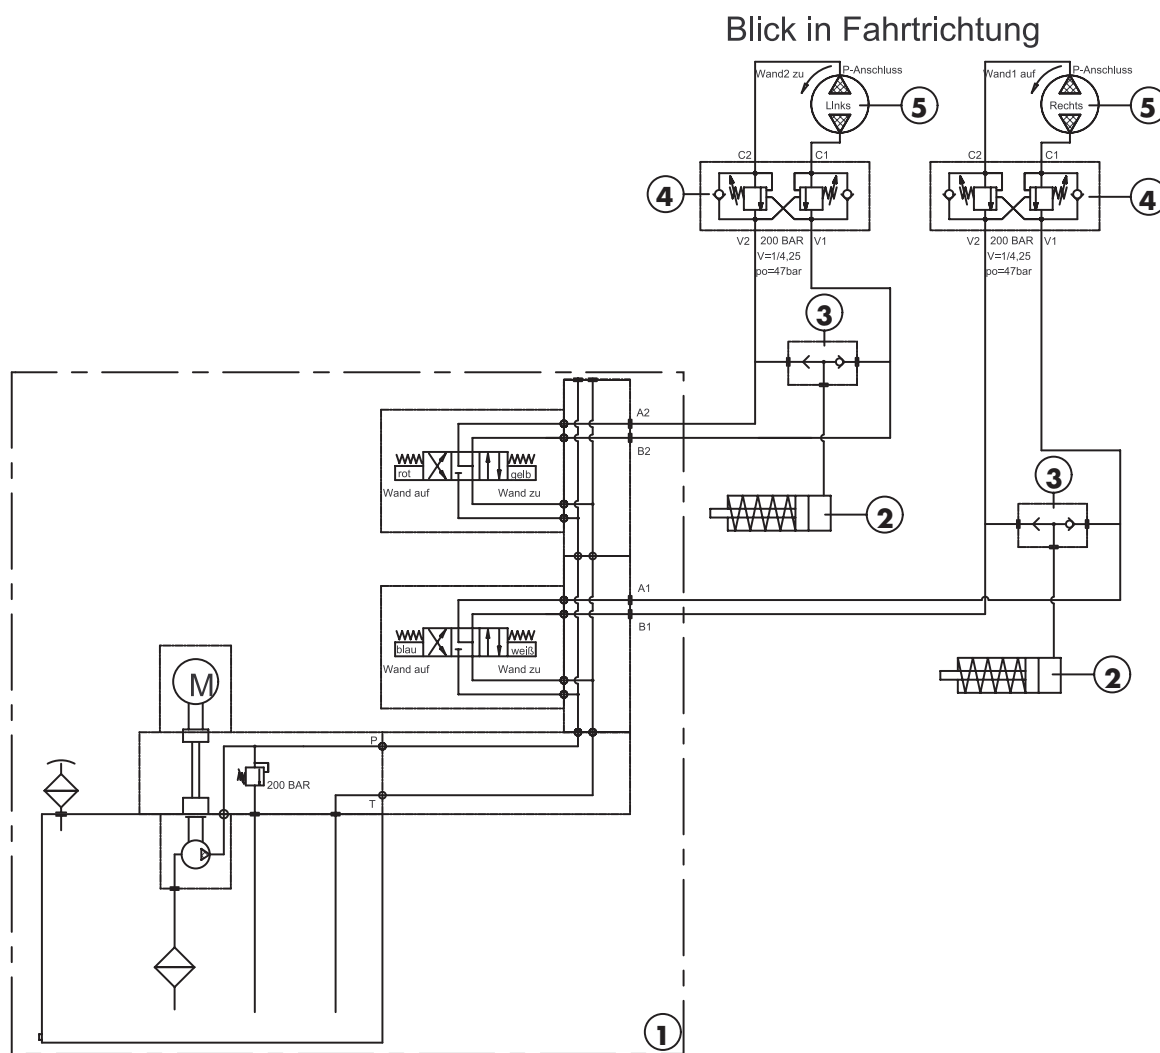 Blick in Fahrtrichtung
Wand2 zu
P-Anschluss
LInks
5
Wand1 auf
P-Anschluss
Rechts
5
C2
C1
4
V2
200 BAR
V1
V=1/4,25
po=47bar
C2
C1
4
V2
200 BAR
V1
V=1/4,25
po=47bar
3
A2
B2
rot
gelb
Wand auf
Wand zu
2
3
A1
B1
blau
weiß
Wand auf
Wand zu
2
M
P
200 BAR
T
1